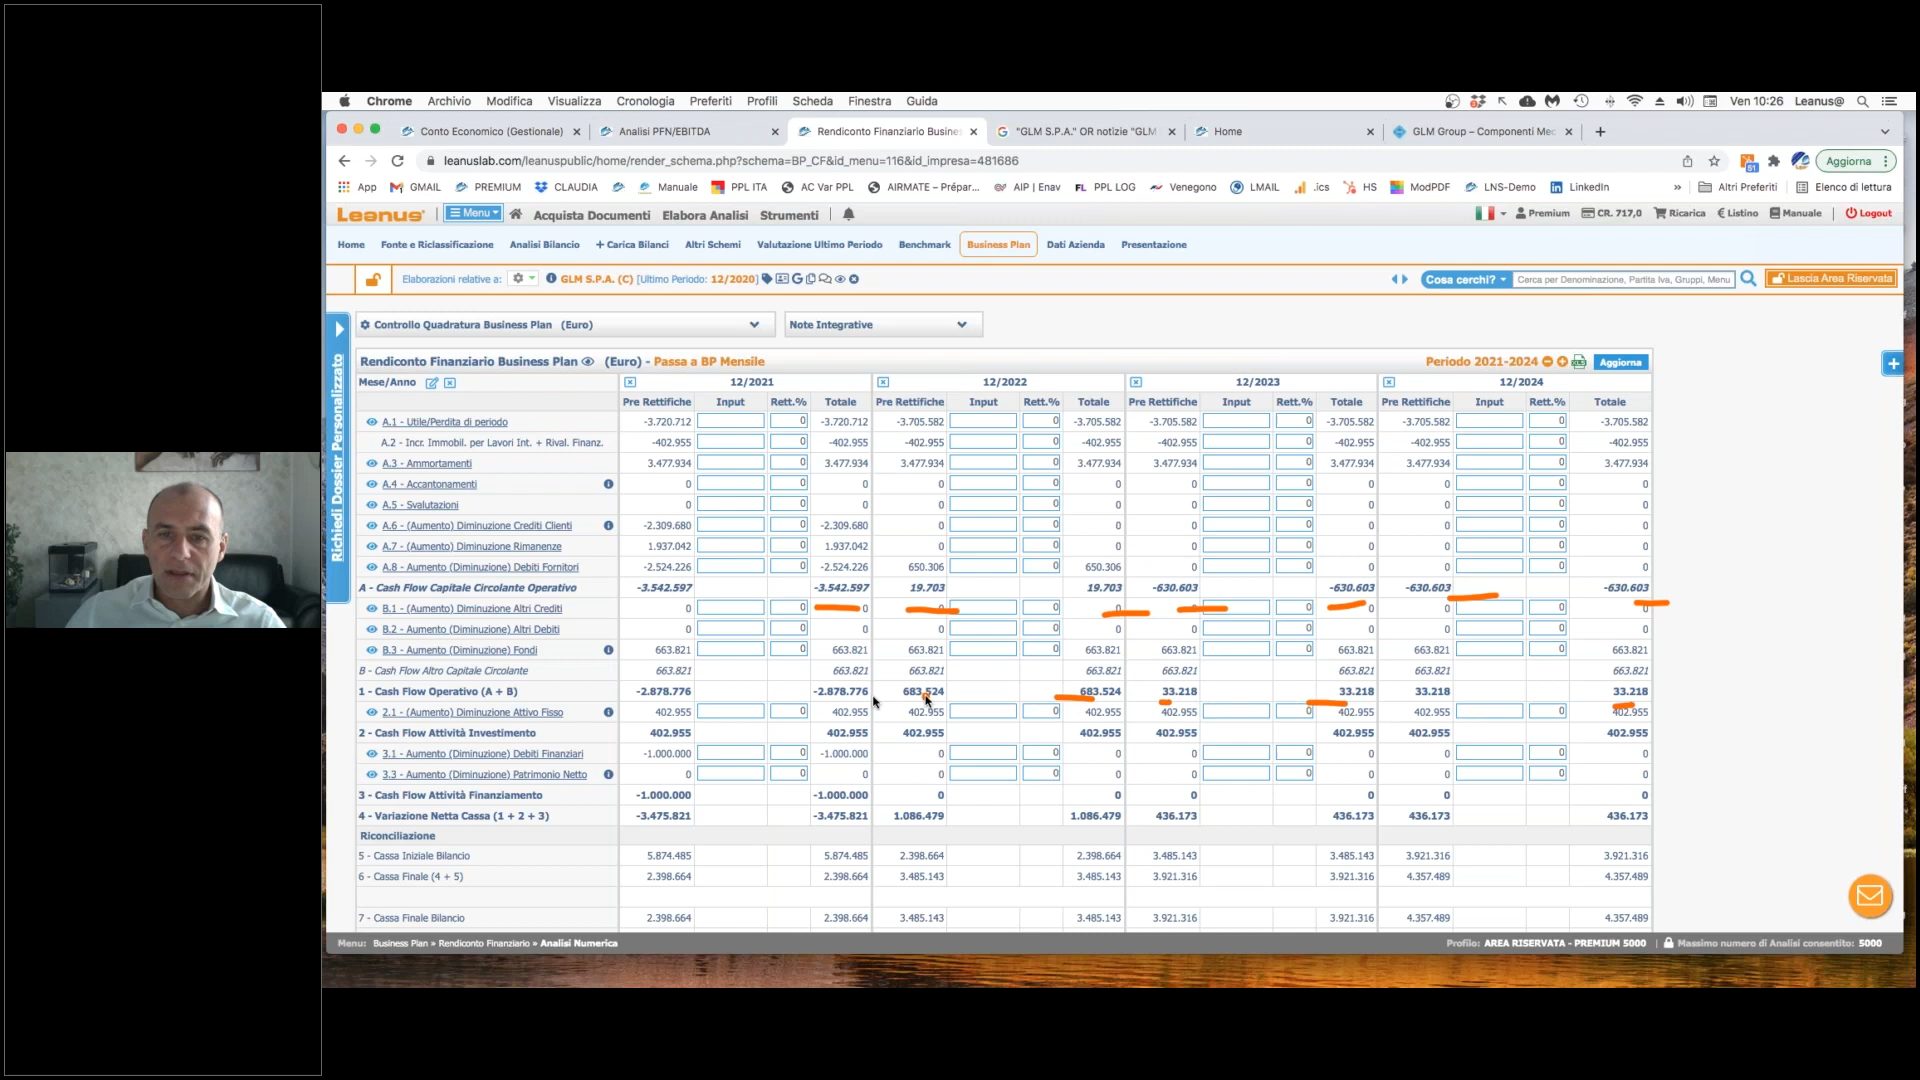 Chrome Archivio Modifica Visualizza Cronologia Preferiti Profili Scheda Finestra Guida Ven 10:26 Leanus@
Conto Economico (Gestionale) Analisi PFN/EBITDA Rendiconto Finanziario Busine "GLM S.P.A." OR notizie "GLM Home GLM Group – Componenti Me
leanuslab.com/leanuspublic/home/render_schema.php?schema=BP_CF&id_menu=116&id_impresa=481686 Aggiorna
App GMAIL PREMIUM CLAUDIA Manuale PPL ITA AC Var PPL AIRMATE – Prépar... AIP | Enav FL PPL LOG Venegono LMAIL .ics HS ModPDF LNS-Demo LinkedIn » Altri Preferiti Elenco di lettura
Leanus Menu Acquista Documenti Elabora Analisi Strumenti Premium CR. 717,0 Ricarica € Listino Manuale Logout
Home Fonte e Riclassificazione Analisi Bilancio + Carica Bilanci Altri Schemi Valutazione Ultimo Periodo Benchmark Business Plan Dati Azienda Presentazione
Elaborazioni relative a: GLM S.P.A. (C) [Ultimo Periodo: 12/2020] Cosa cerchi? Cerca per Denominazione, Partita Iva, Gruppi, Menu Lascia Area Riservata
Richiedi Dossier Personalizzato
Controllo Quadratura Business Plan (Euro) Note Integrative
Rendiconto Finanziario Business Plan (Euro) - Passa a BP Mensile Periodo 2021-2024 Aggiorna
Mese/Anno 12/2021 12/2022 12/2023 12/2024
Pre Rettifiche Input Rett.% Totale Pre Rettifiche Input Rett.% Totale Pre Rettifiche Input Rett.% Totale Pre Rettifiche Input Rett.% Totale
A.1 - Utile/Perdita di periodo -3.720.712 0 -3.720.712 -3.705.582 0 -3.705.582 -3.705.582 0 -3.705.582 -3.705.582 0 -3.705.582
A.2 - Incr. Immobil. per Lavori Int. + Rival. Finanz. -402.955 0 -402.955 -402.955 0 -402.955 -402.955 0 -402.955 -402.955 0 -402.955
A.3 - Ammortamenti 3.477.934 0 3.477.934 3.477.934 0 3.477.934 3.477.934 0 3.477.934 3.477.934 0 3.477.934
A.4 - Accantonamenti 0 0 0 0 0 0 0 0 0 0 0 0
A.5 - Svalutazioni 0 0 0 0 0 0 0 0 0 0 0 0
A.6 - (Aumento) Diminuzione Crediti Clienti -2.309.680 0 -2.309.680 0 0 0 0 0 0 0 0 0
A.7 - (Aumento) Diminuzione Rimanenze 1.937.042 0 1.937.042 0 0 0 0 0 0 0 0 0
A.8 - Aumento (Diminuzione) Debiti Fornitori -2.524.226 0 -2.524.226 650.306 0 650.306 0 0 0 0 0 0
A - Cash Flow Capitale Circolante Operativo -3.542.597 -3.542.597 19.703 19.703 -630.603 -630.603 -630.603 -630.603
B.1 - (Aumento) Diminuzione Altri Crediti 0 0 0 0 0 0 0 0 0 0 0 0
B.2 - Aumento (Diminuzione) Altri Debiti 0 0 0 0 0 0 0 0 0 0 0 0
B.3 - Aumento (Diminuzione) Fondi 663.821 0 663.821 663.821 0 663.821 663.821 0 663.821 663.821 0 663.821
B - Cash Flow Altro Capitale Circolante 663.821 663.821 663.821 663.821 663.821 663.821 663.821 663.821
1 - Cash Flow Operativo (A + B) -2.878.776 -2.878.776 683.524 683.524 33.218 33.218 33.218 33.218
2.1 - (Aumento) Diminuzione Attivo Fisso 402.955 0 402.955 402.955 0 402.955 402.955 0 402.955 402.955 0 402.955
2 - Cash Flow Attività Investimento 402.955 402.955 402.955 402.955 402.955 402.955 402.955 402.955
3.1 - Aumento (Diminuzione) Debiti Finanziari -1.000.000 0 -1.000.000 0 0 0 0 0 0 0 0 0
3.3 - Aumento (Diminuzione) Patrimonio Netto 0 0 0 0 0 0 0 0 0 0 0 0
3 - Cash Flow Attività Finanziamento -1.000.000 -1.000.000 0 0 0 0 0 0
4 - Variazione Netta Cassa (1 + 2 + 3) -3.475.821 -3.475.821 1.086.479 1.086.479 436.173 436.173 436.173 436.173
Riconciliazione
5 - Cassa Iniziale Bilancio 5.874.485 5.874.485 2.398.664 2.398.664 3.485.143 3.485.143 3.921.316 3.921.316
6 - Cassa Finale (4 + 5) 2.398.664 2.398.664 3.485.143 3.485.143 3.921.316 3.921.316 4.357.489 4.357.489
7 - Cassa Finale Bilancio 2.398.664 2.398.664 3.485.143 3.485.143 3.921.316 3.921.316 4.357.489 4.357.489
Menu: Business Plan » Rendiconto Finanziario » Analisi Numerica Profilo: AREA RISERVATA - PREMIUM 5000 | Massimo numero di Analisi consentito: 5000